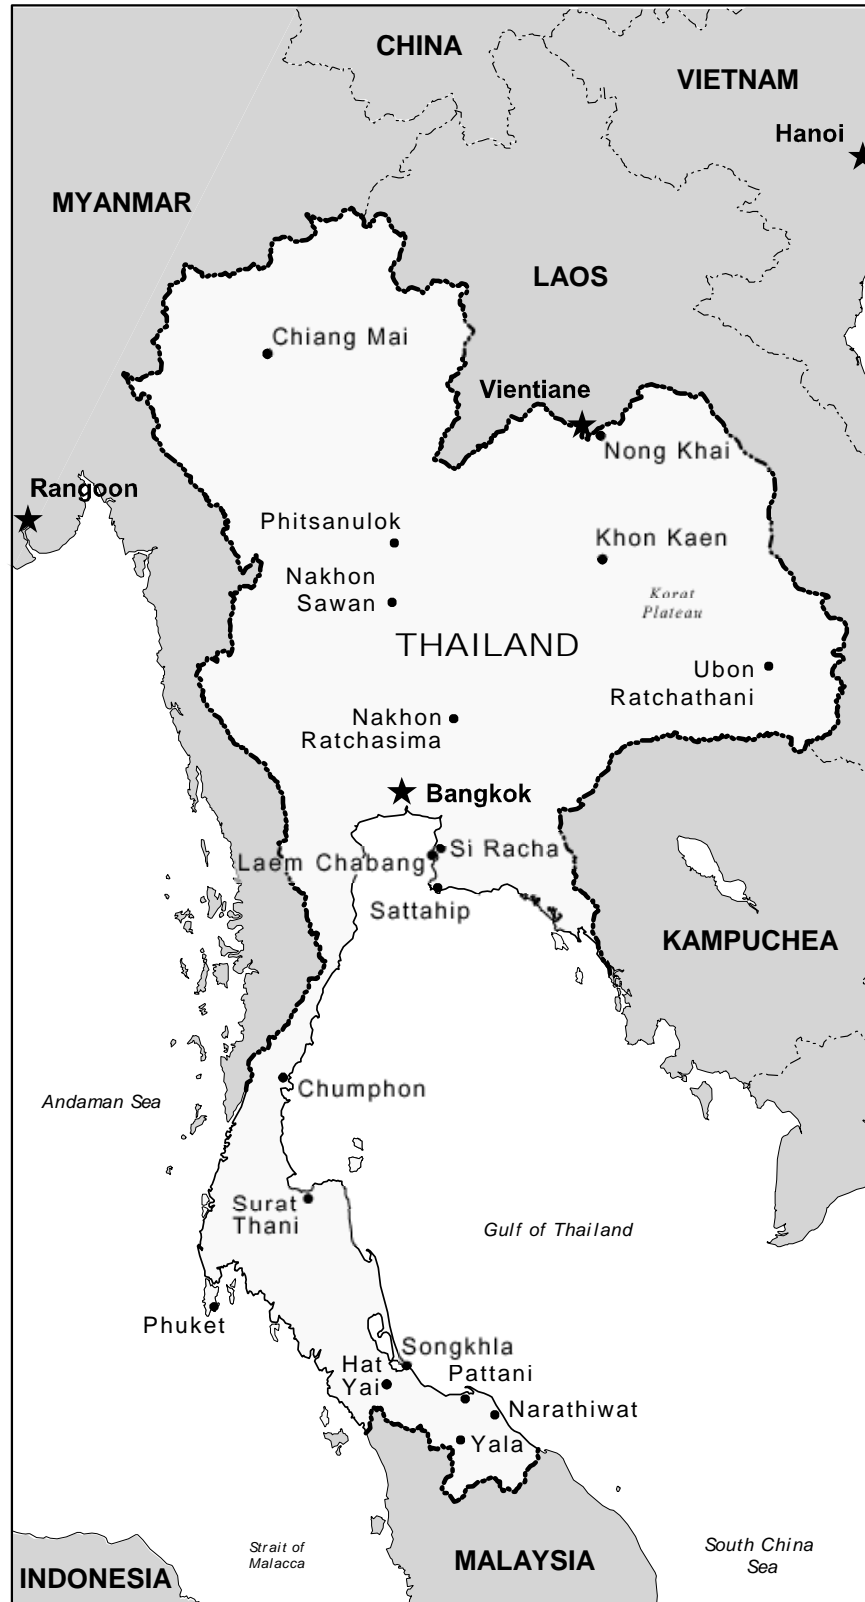 CHINA
VIETNAM
Hanoi
MYANMAR
LAOS
Chiang Mai
Vientiane
Nong Khai
Rangoon
Phitsanulok
Khon Kaen
Nakhon
Sawan
Korat
Plateau
THAILAND
Ubon
Ratchathani
Nakhon
Ratchasima
Bangkok
Si Racha
Laem Chabang
Sattahip
KAMPUCHEA
Chumphon
Andaman Sea
Surat
Thani
Gulf of Thailand
Phuket
Songkhla
Hat
Yai
Pattani
Narathiwat
Yala
Strait of
Malacca
MALAYSIA
South China
Sea
INDONESIA